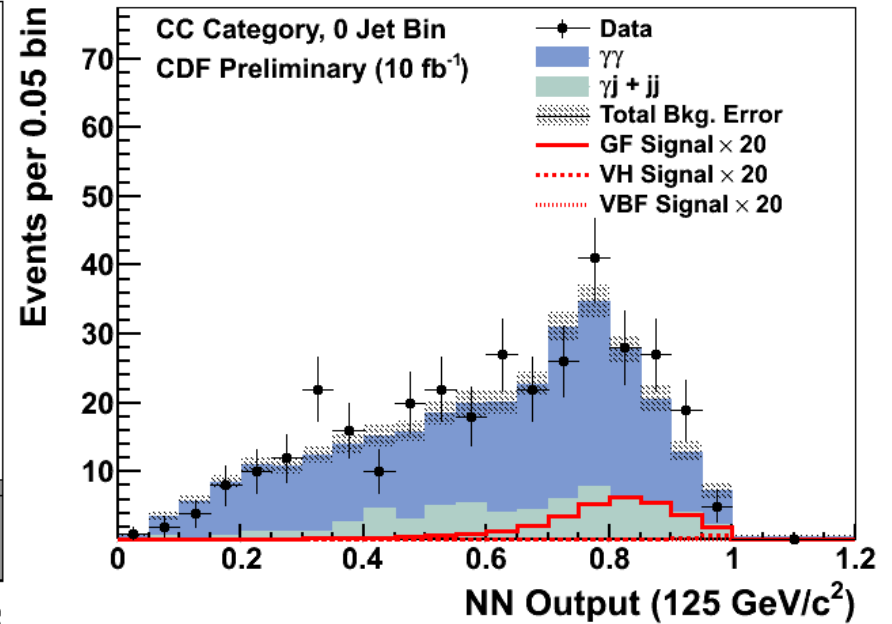 CC Category, 0 Jet Bin
CDF Preliminary (10 fb⁻¹)
Data
γγ
γj + jj
Total Bkg. Error
GF Signal × 20
VH Signal × 20
VBF Signal × 20
Events per 0.05 bin
70
60
50
40
30
20
10
0 0.2 0.4 0.6 0.8 1 1.2
NN Output (125 GeV/c²)